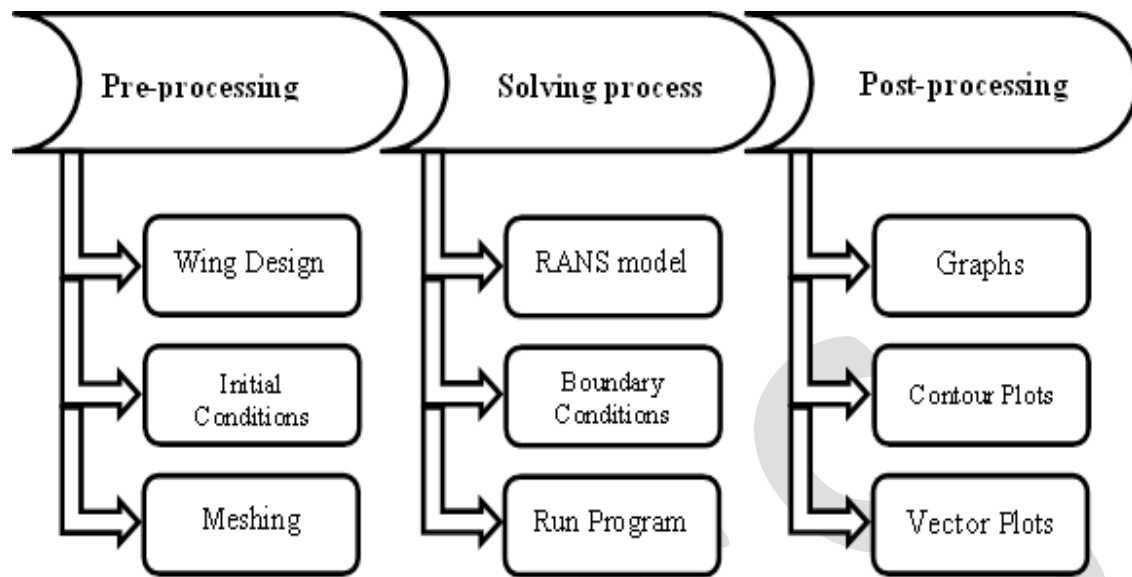 Pre-processing
Solving process
Post-processing
Wing Design
RANS model
Graphs
Initial
Conditions
Boundary
Conditions
Contour Plots
Meshing
Run Program
Vector Plots